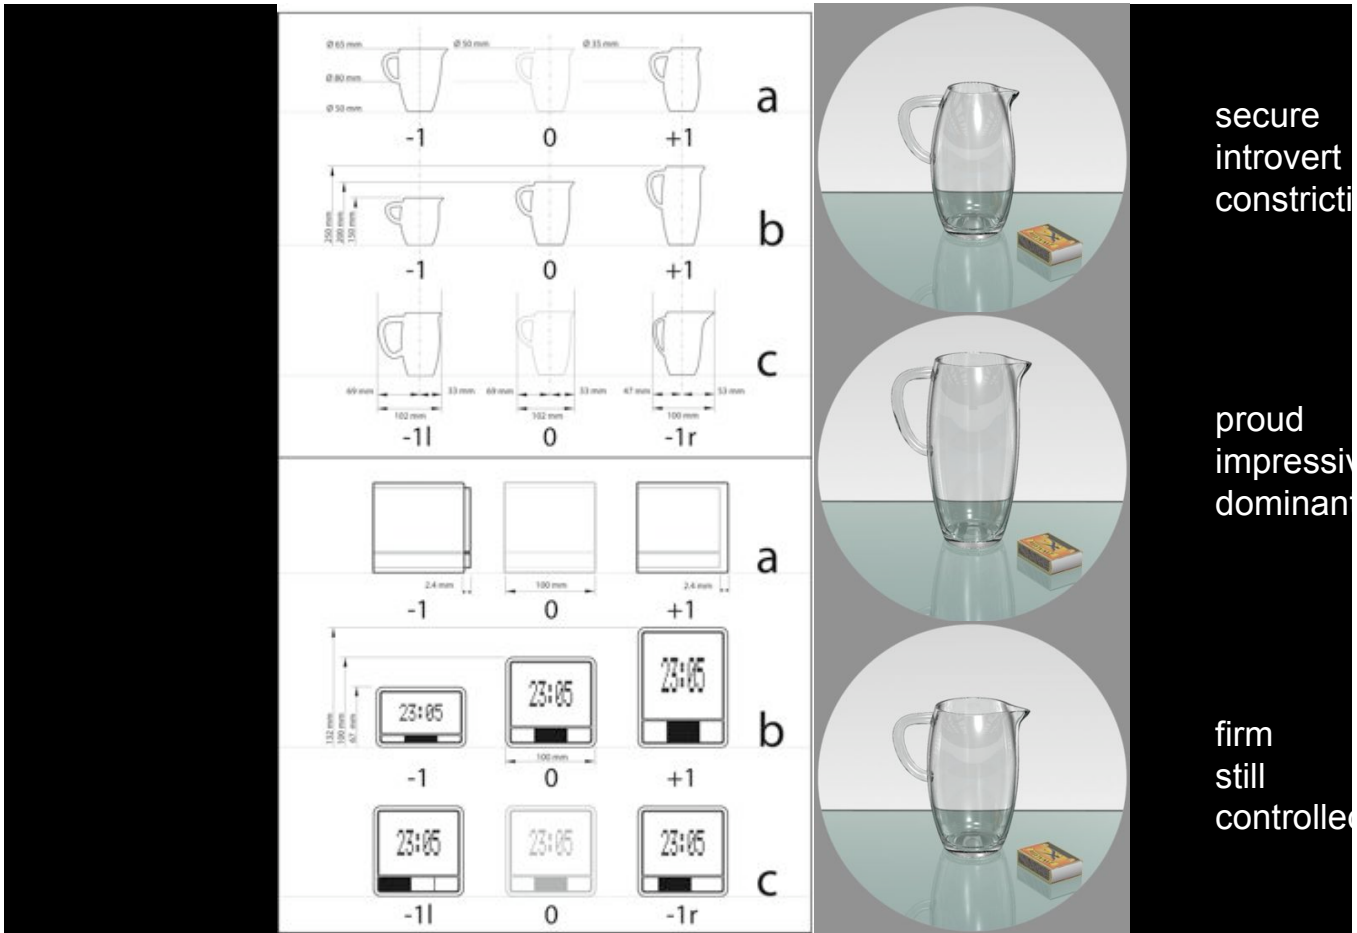 Ø 65 mm Ø 50 mm Ø 35 mm
Ø 80 mm
Ø 50 mm
a
-1 0 +1
250 mm
200 mm
150 mm
b
-1 0 +1
c
69 mm 33 mm 69 mm 33 mm 47 mm 53 mm
102 mm 102 mm 100 mm
-1l 0 -1r
a
2.4 mm 100 mm 2.4 mm
-1 0 +1
132 mm
100 mm
67 mm
23:05
23:05
23:05
b
100 mm
-1 0 +1
23:05 23:05 23:05
c
-1l 0 -1r
secure
introvert
constricti
proud
impressiv
dominant
firm
still
controlled